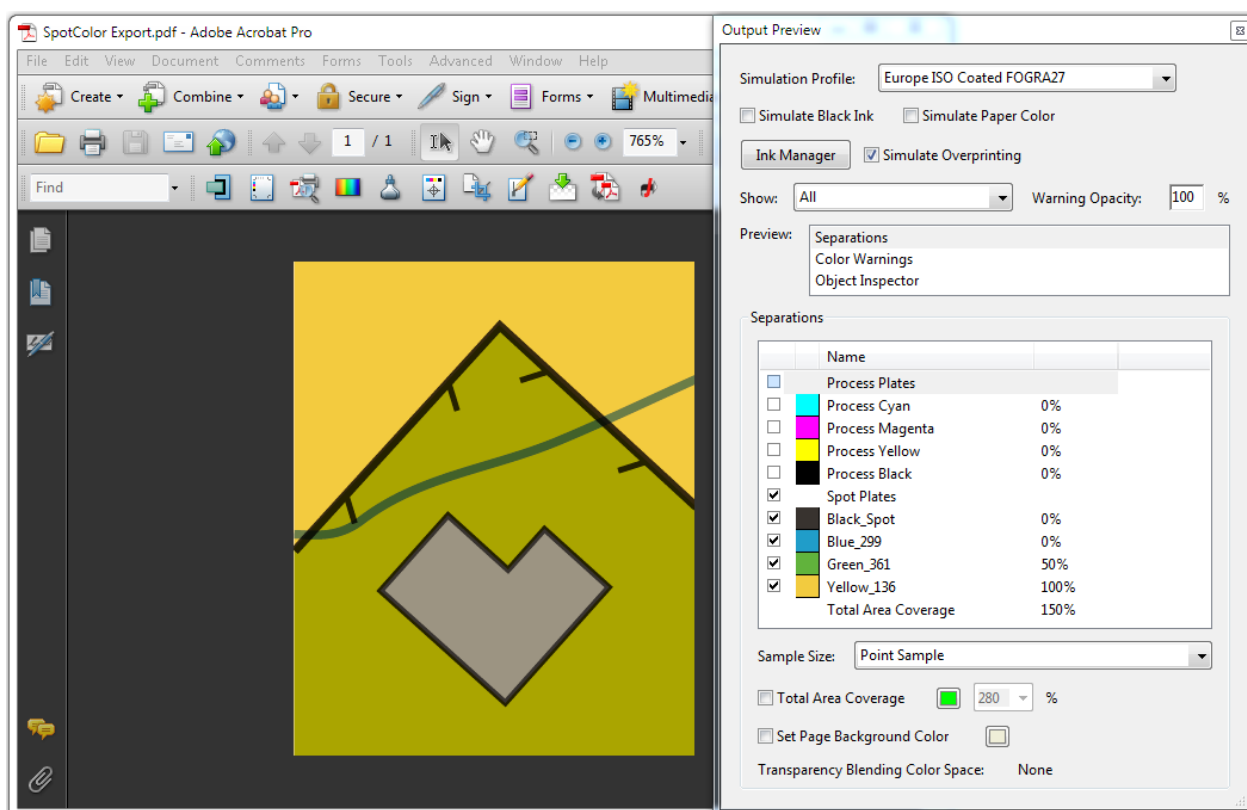 SpotColor Export.pdf - Adobe Acrobat Pro
File Edit View Document Comments Forms Tools Advanced Window Help
Create Combine Secure Sign Forms Multimedia
1 / 1 765%
Find
Output Preview
Simulation Profile: Europe ISO Coated FOGRA27
Simulate Black Ink Simulate Paper Color
Ink Manager Simulate Overprinting
Show: All Warning Opacity: 100 %
Preview: Separations
Color Warnings
Object Inspector
Separations
Name
Process Plates
Process Cyan 0%
Process Magenta 0%
Process Yellow 0%
Process Black 0%
Spot Plates
Black_Spot 0%
Blue_299 0%
Green_361 50%
Yellow_136 100%
Total Area Coverage 150%
Sample Size: Point Sample
Total Area Coverage 280 %
Set Page Background Color
Transparency Blending Color Space: None